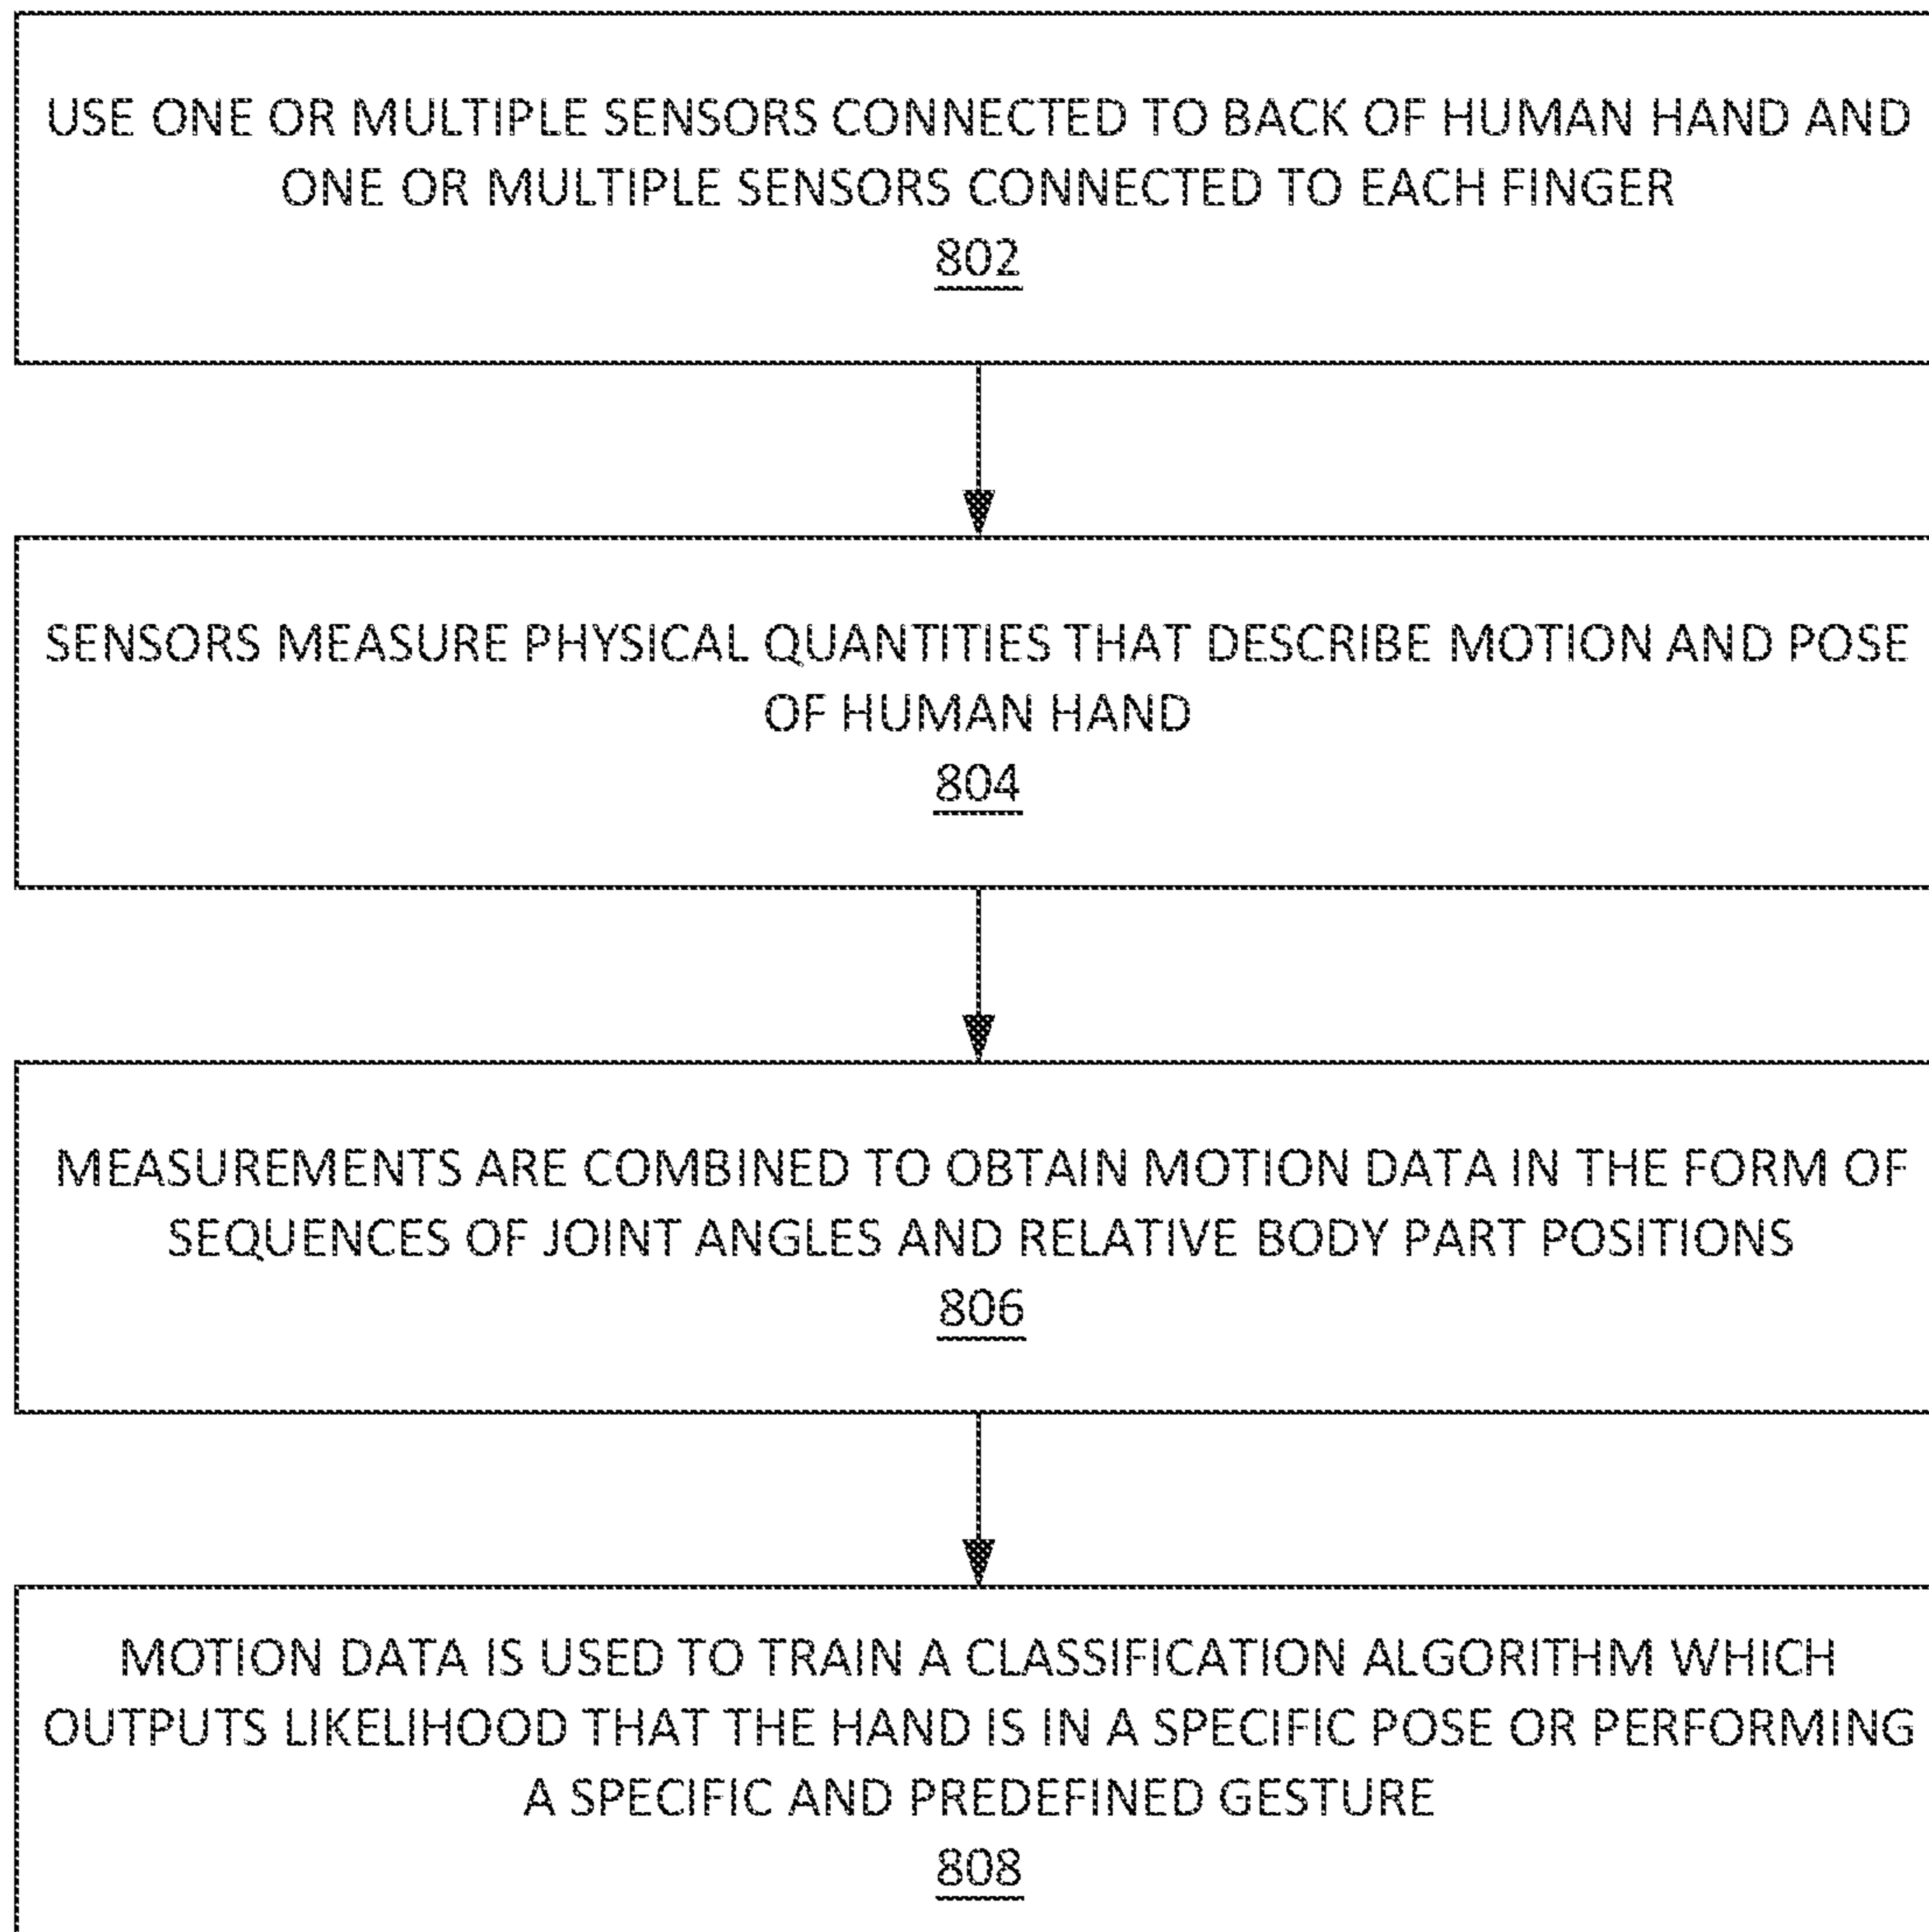 USE ONE OR MULTIPLE SENSORS CONNECTED TO BACK OF HUMAN HAND AND
ONE OR MULTIPLE SENSORS CONNECTED TO EACH FINGER
802
SENSORS MEASURE PHYSICAL QUANTITIES THAT DESCRIBE MOTION AND POSE
OF HUMAN HAND
804
MEASUREMENTS ARE COMBINED TO OBTAIN MOTION DATA IN THE FORM OF
SEQUENCES OF JOINT ANGLES AND RELATIVE BODY PART POSITIONS
806
MOTION DATA IS USED TO TRAIN A CLASSIFICATION ALGORITHM WHICH
OUTPUTS LIKELIHOOD THAT THE HAND IS IN A SPECIFIC POSE OR PERFORMING
A SPECIFIC AND PREDEFINED GESTURE
808